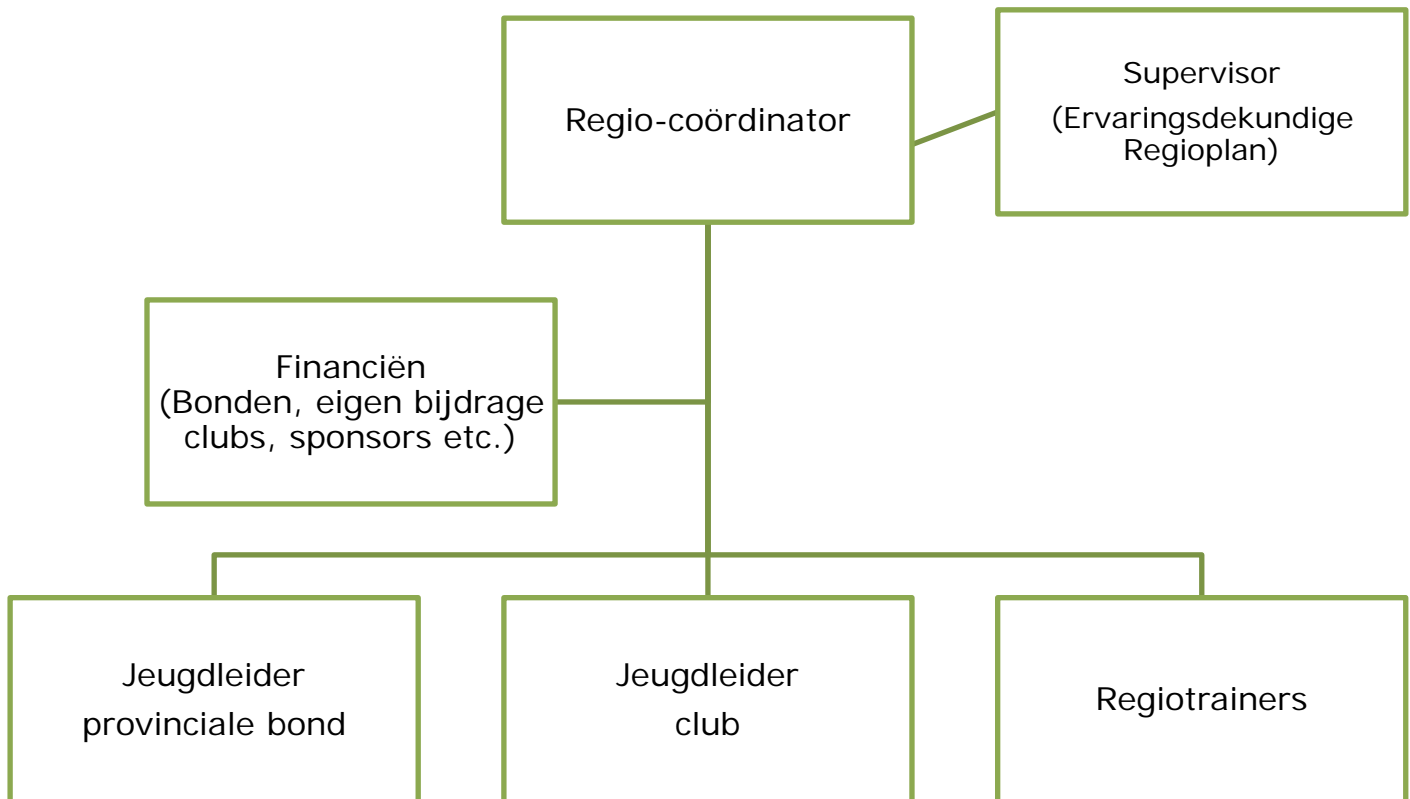 Regio-coördinator
Supervisor
(Ervaringsdekundige
Regioplan)
Financiën
(Bonden, eigen bijdrage
clubs, sponsors etc.)
Jeugdleider
provinciale bond
Jeugdleider
club
Regiotrainers